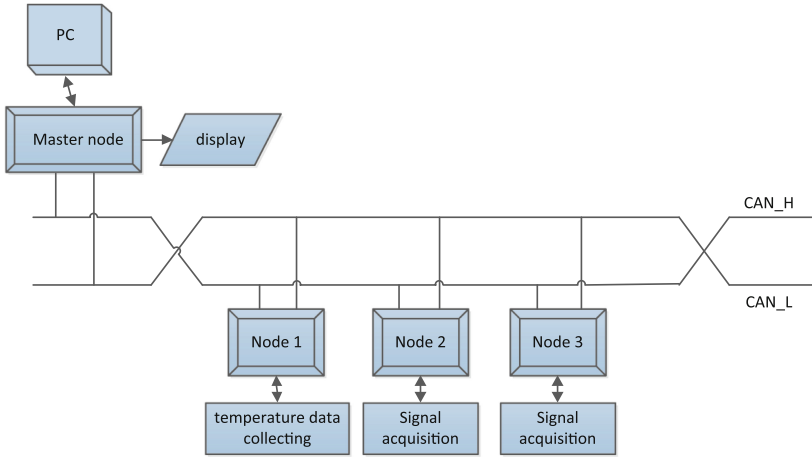 PC
Master node
display
CAN_H
CAN_L
Node 1
Node 2
Node 3
temperature data
collecting
Signal
acquisition
Signal
acquisition